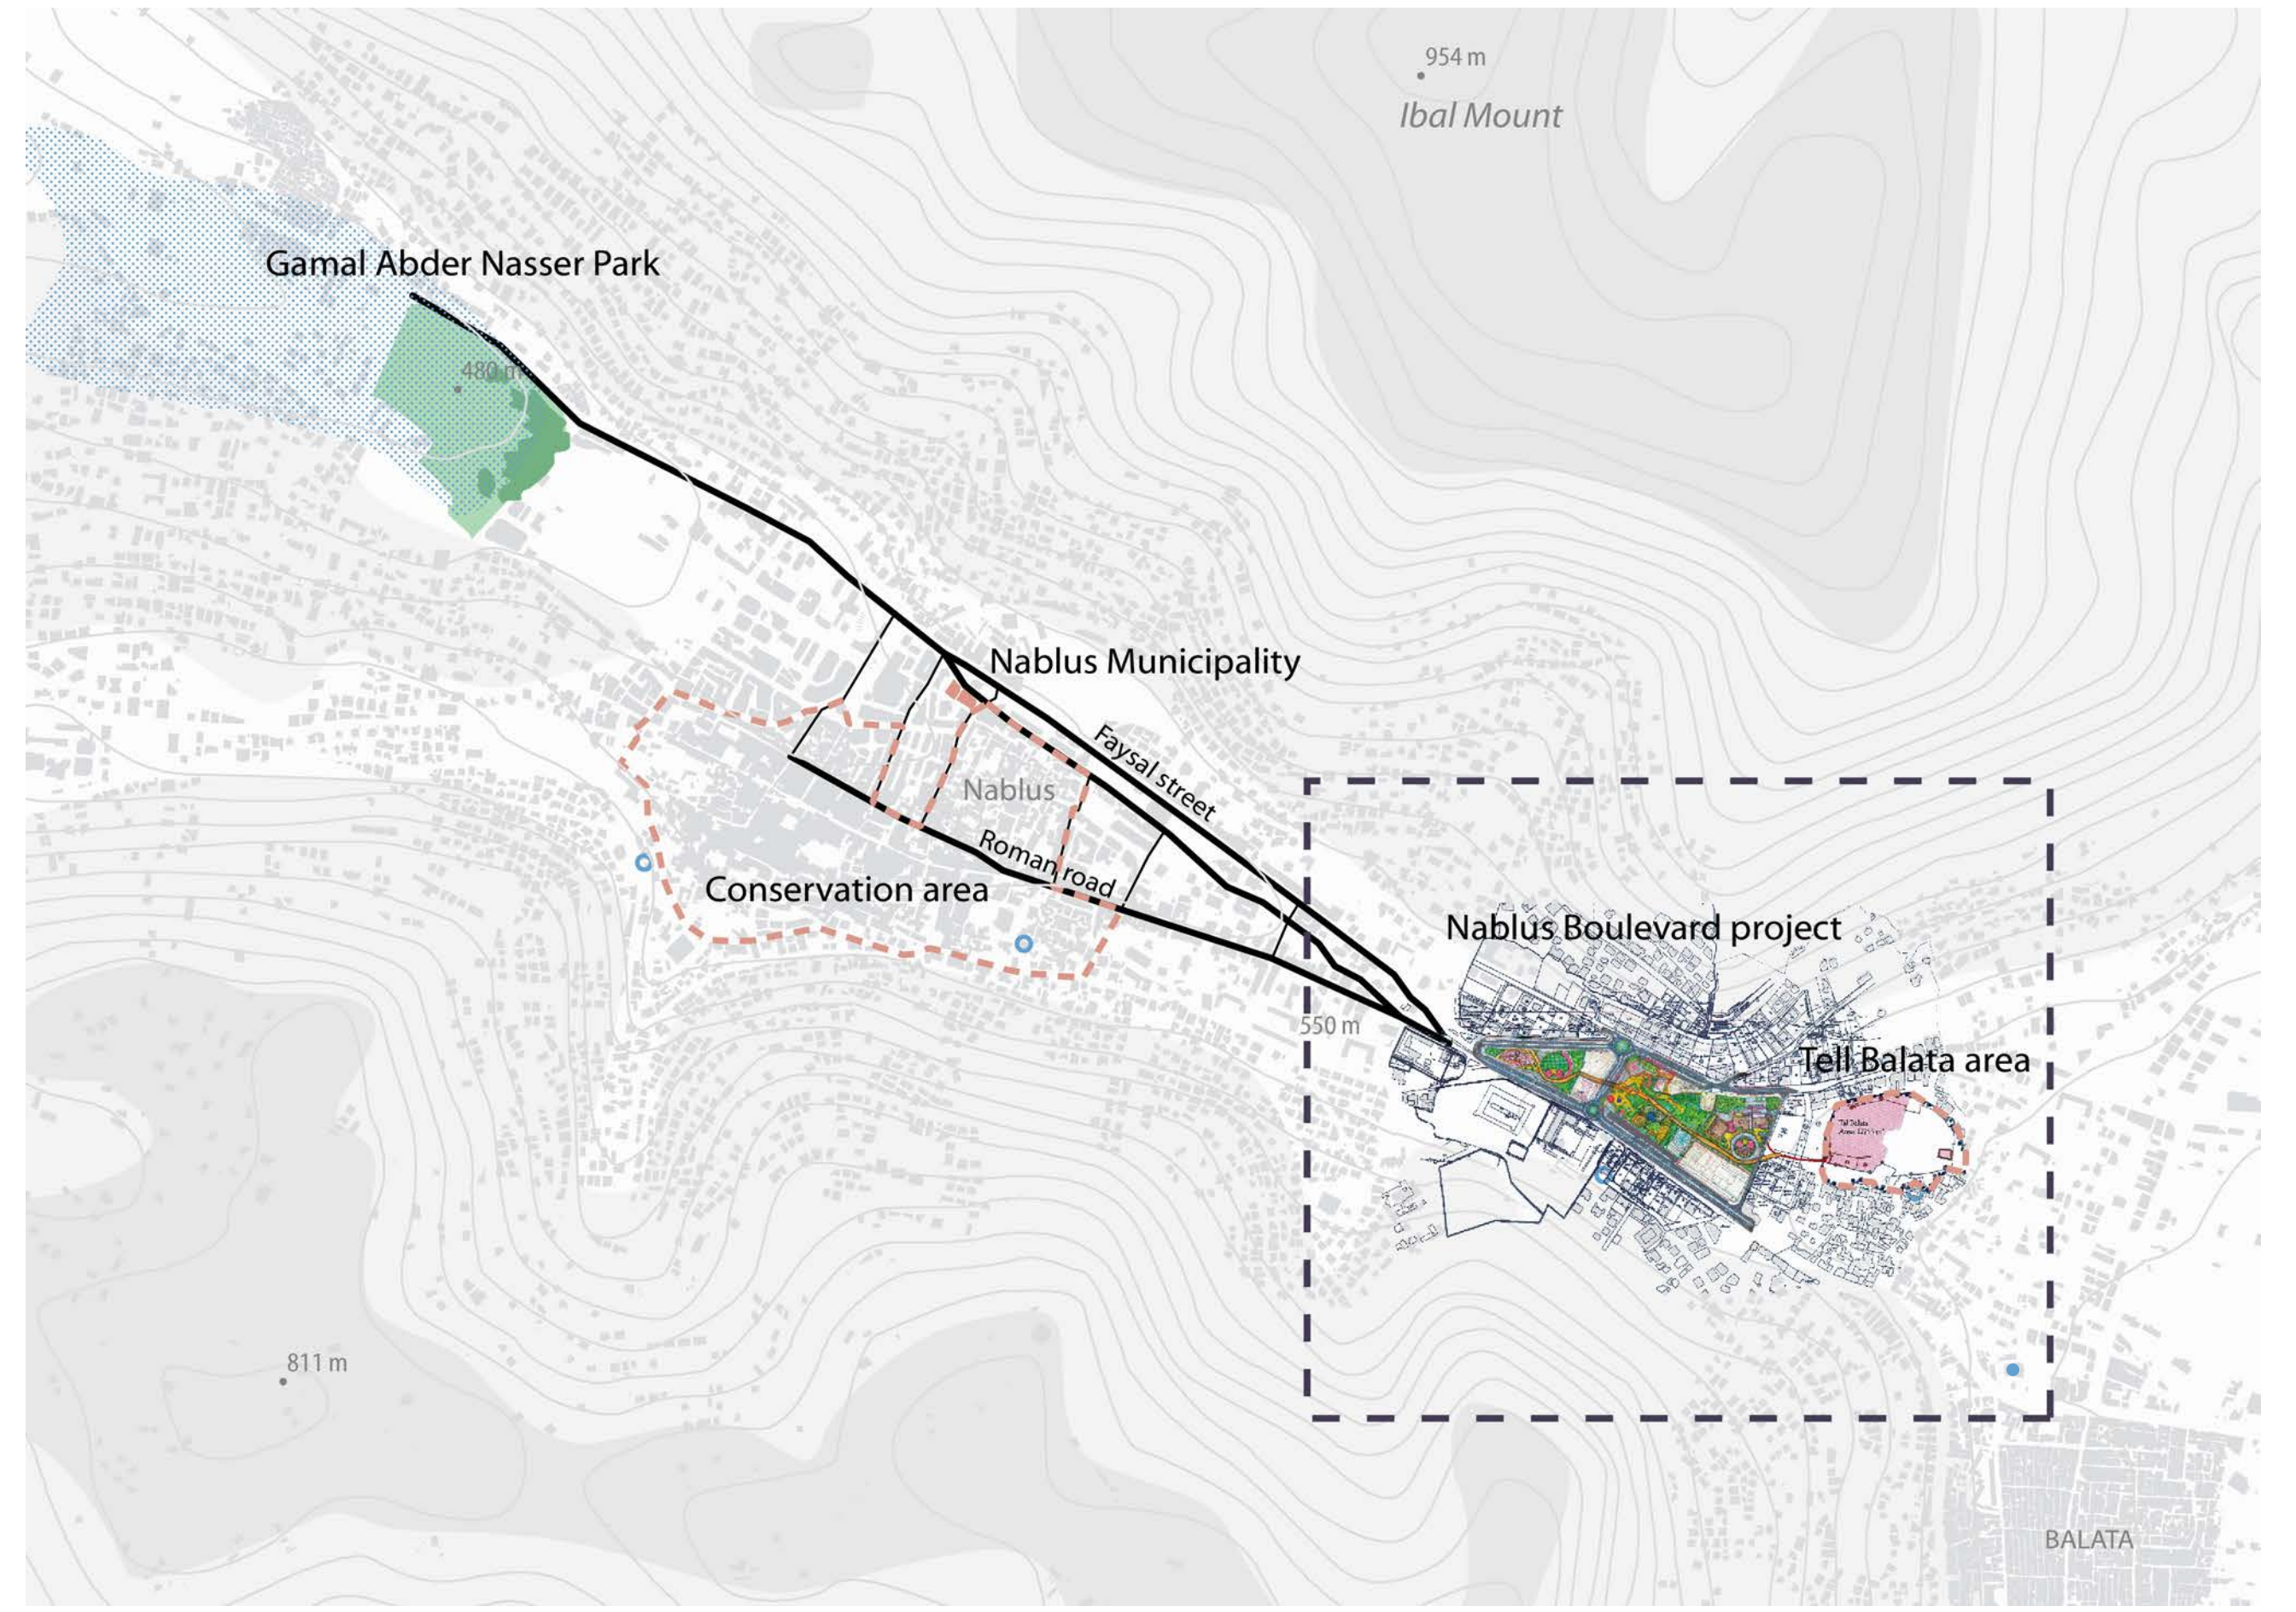 954 m
Ibal Mount
Gamal Abder Nasser Park
480 m
Nablus Municipality
Faysal street
Nablus
Roman road
Conservation area
Nablus Boulevard project
550 m
Tell Balata area
811 m
BALATA